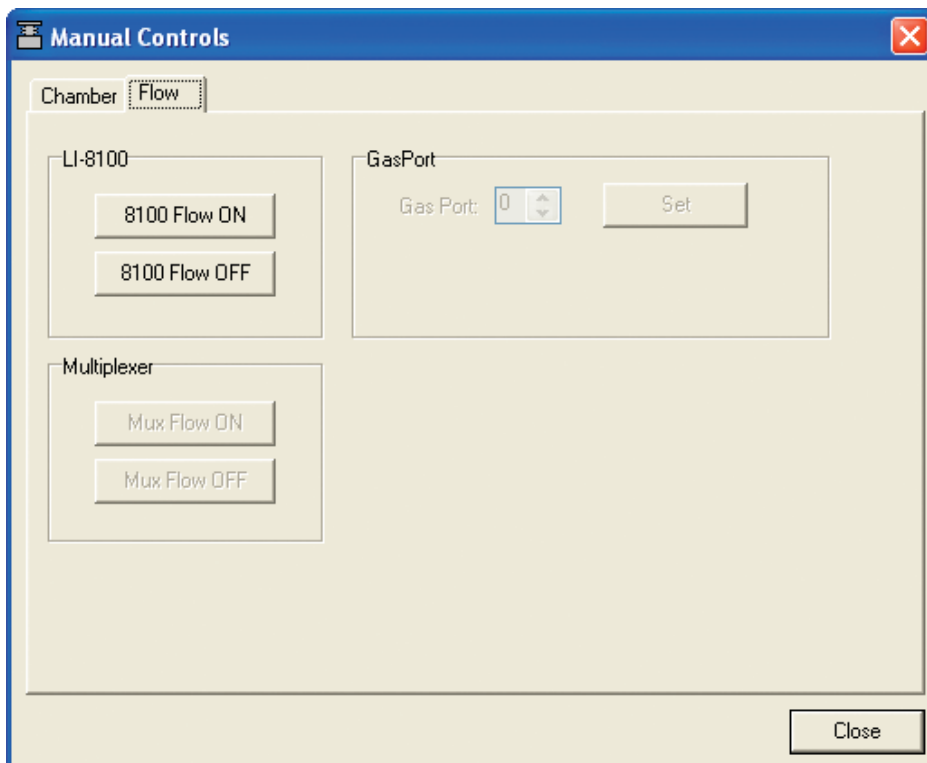 Manual Controls
Chamber
Flow
LI-8100
8100 Flow ON
8100 Flow OFF
GasPort
Gas Port: 0
Set
Multiplexer
Mux Flow ON
Mux Flow OFF
Close